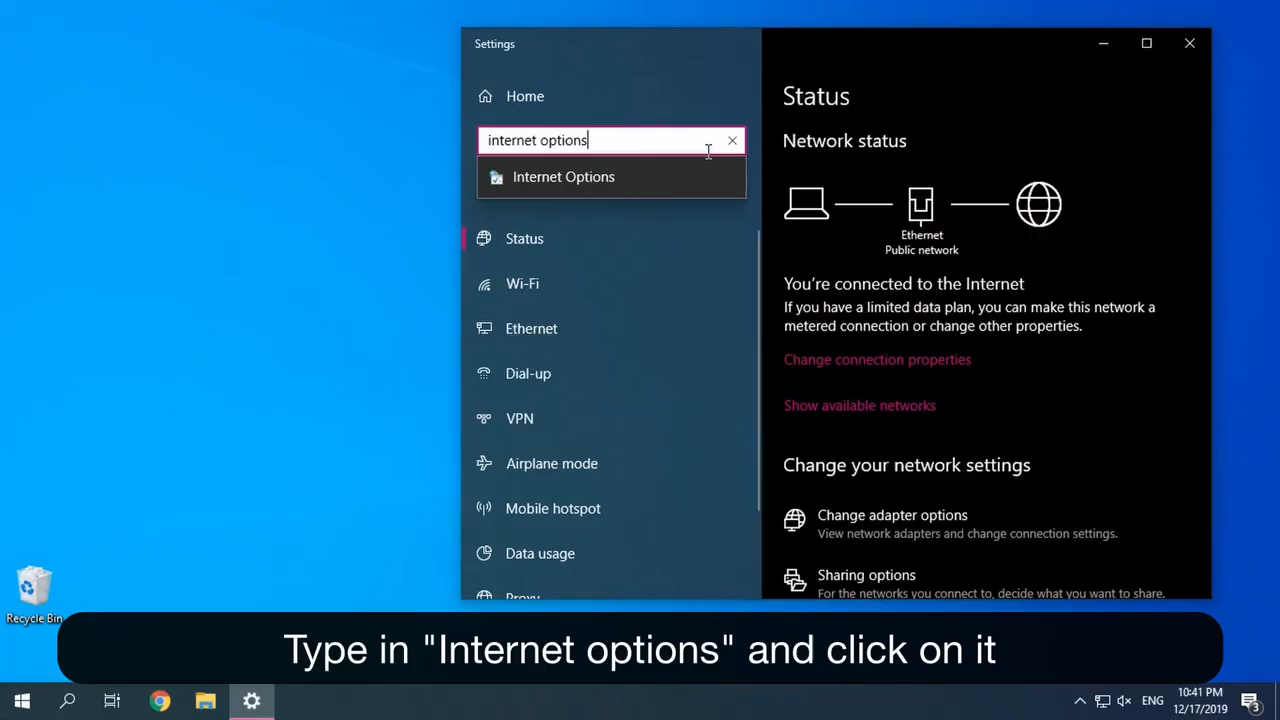 Settings
Home
internet options
Internet Options
Status
Wi-Fi
Ethernet
Dial-up
VPN
Airplane mode
Mobile hotspot
Data usage
Proxy
Status
Network status
Ethernet
Public network
You're connected to the Internet
If you have a limited data plan, you can make this network a
metered connection or change other properties.
Change connection properties
Show available networks
Change your network settings
Change adapter options
View network adapters and change connection settings.
Sharing options
For the networks you connect to, decide what you want to share.
Recycle Bin
Type in "Internet options" and click on it
ENG
10:41 PM
12/17/2019
3